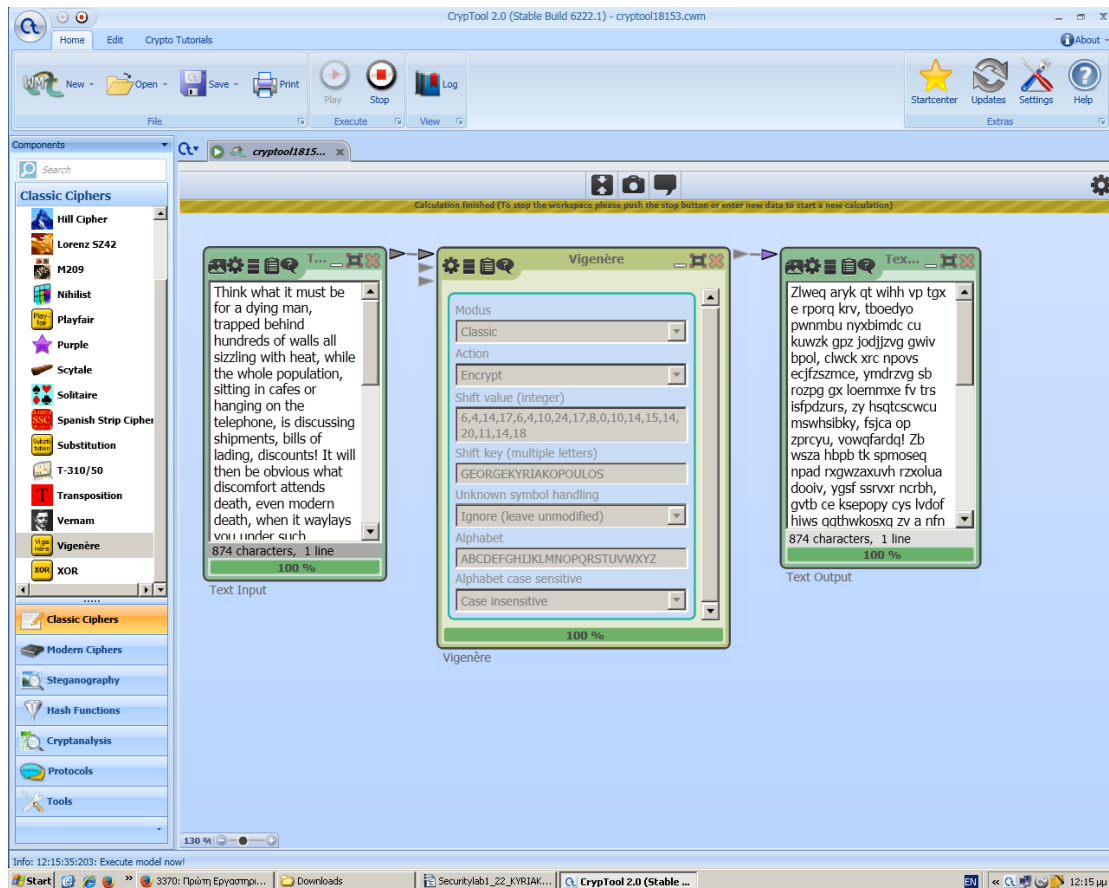 CrypTool 2.0 (Stable Build 6222.1) - cryptool18153.cwm
Home Edit Crypto Tutorials About
New Open Save Print Play Stop Log Startcenter Updates Settings Help
File Execute View Extras
Components
cryptool1815... x
Search
Classic Ciphers
Calculation finished (To stop the workspace please push the stop button or enter new data to start a new calculation)
Hill Cipher
Lorenz SZ42
M209
Nihilist
Playfair
Purple
Scytale
Solitaire
Spanish Strip Cipher
Substitution
T-310/50
Transposition
Vernam
Vigenère
XOR
Classic Ciphers
Modern Ciphers
Steganography
Hash Functions
Cryptanalysis
Protocols
Tools
T...
Think what it must be
for a dying man,
trapped behind
hundreds of walls all
sizzling with heat, while
the whole population,
sitting in cafes or
hanging on the
telephone, is discussing
shipments, bills of
lading, discounts! It will
then be obvious what
discomfort attends
death, even modern
death, when it waylays
you under such
874 characters, 1 line
100 %
Text Input
Vigenère
Modus
Classic
Action
Encrypt
Shift value (integer)
6,4,14,17,6,4,10,24,17,8,0,10,14,15,14,
20,11,14,18
Shift key (multiple letters)
GEORGEKYRIAKOPOULOS
Unknown symbol handling
Ignore (leave unmodified)
Alphabet
ABCDEFGHIJKLMNOPQRSTUVWXYZ
Alphabet case sensitive
Case insensitive
100 %
Vigenère
Tex...
Zlweq aryk qt wihh vp tgx
e rporq krv, tboedyo
pwnmbu nyxbimdc cu
kuwzk gpz jodjjzvg gwiv
bpol, clwck xrc npovs
ecjfzszmce, ymdrzvg sb
rozpg gx loemmxe fv trs
isfpdzurs, zy hsqtcscwcu
mswhsibky, fsjca op
zprcyu, vowqfardq! Zb
wsza hbpb tk spmoseq
npad rxgwzaxuvh rzxolua
dooiv, ygsf ssrvxr ncrbh,
gvtb ce ksepopy cys lvdof
hiws qqthwkosxq zv a nfn
874 characters, 1 line
100 %
Text Output
130 %
Info: 12:15:35:203: Execute model now!
Start » 3370: Πρώτη Εργαστηρι... Downloads Securitylab1_22_KYRIAK... CrypTool 2.0 (Stable ... EN « 12:15 μμ